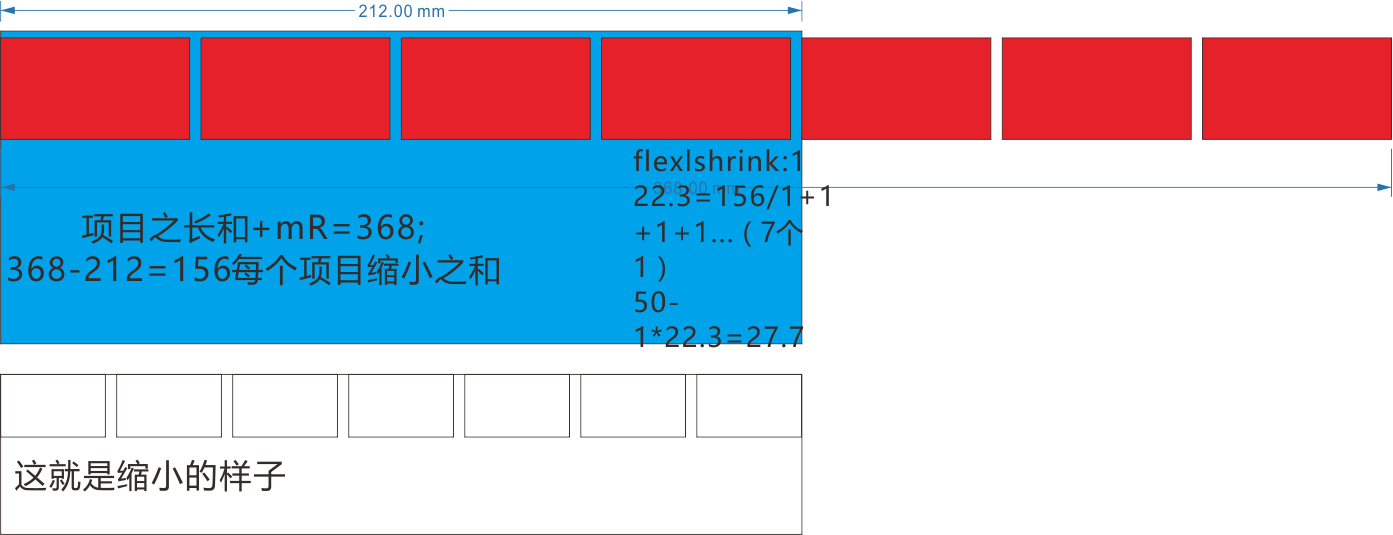 212.00 mm
flexlshrink:1
368.00 mm
22.3=156/1+1
+1+1...（7个
1）
50-
1*22.3=27.7
项目之长和+mR=368;
368-212=156每个项目缩小之和
这就是缩小的样子